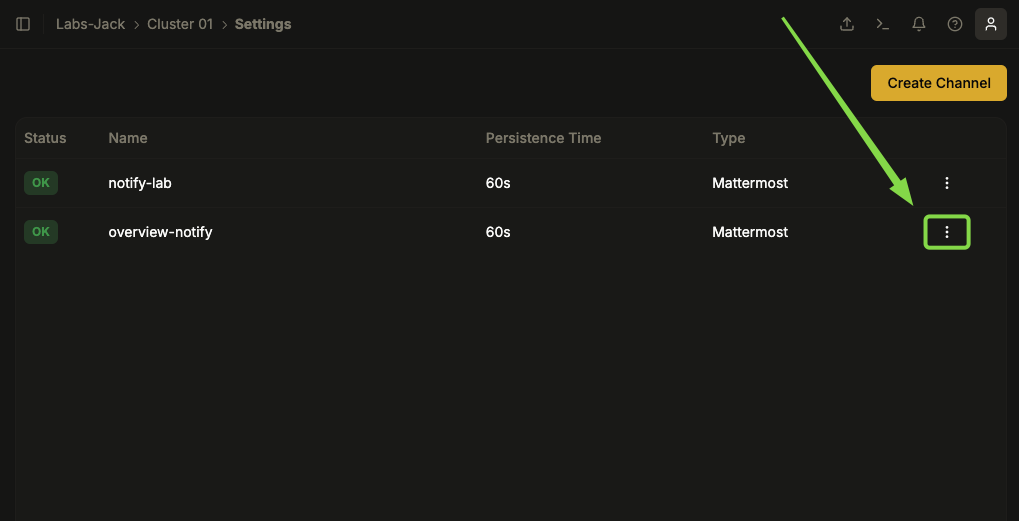 Labs-Jack > Cluster 01 > Settings
Create Channel
Status Name Persistence Time Type
OK notify-lab 60s Mattermost
OK overview-notify 60s Mattermost